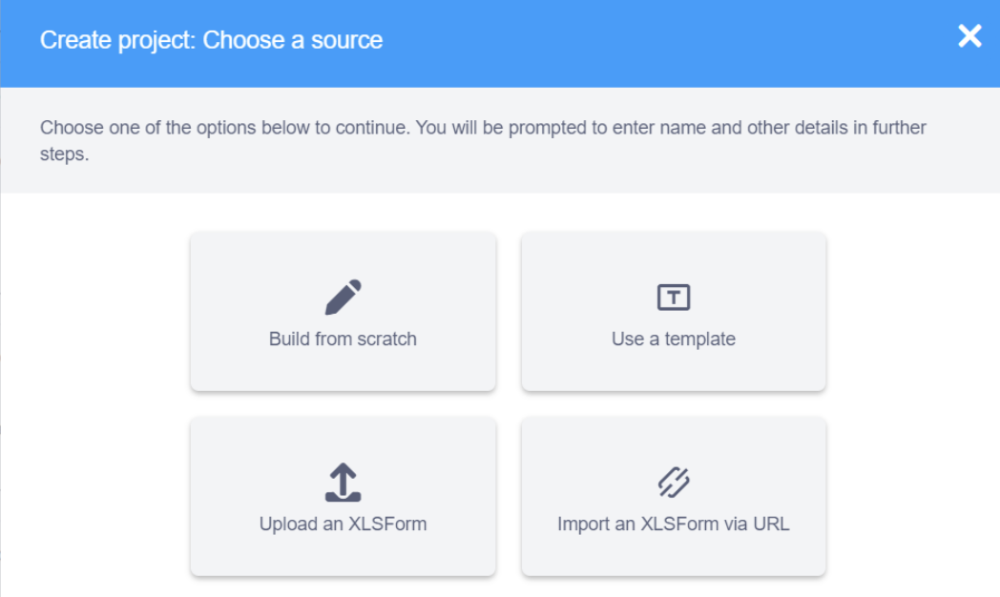 Create project: Choose a source
Choose one of the options below to continue. You will be prompted to enter name and other details in further
steps.
Build from scratch
Use a template
Upload an XLSForm
Import an XLSForm via URL